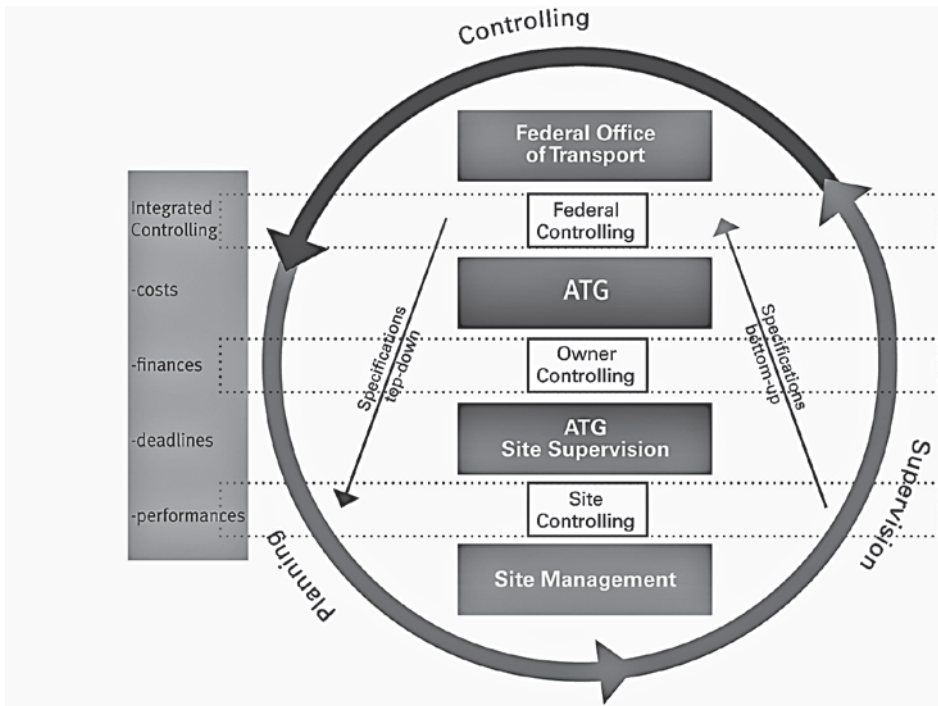 Controlling
Federal Office
of Transport
Integrated
Controlling
-costs
-finances
-deadlines
-performances
Federal
Controlling
ATG
Owner
Controlling
ATG
Site Supervision
Site
Controlling
Site Management
Specifications
top-down
Specifications
bottom-up
Planning
Supervision